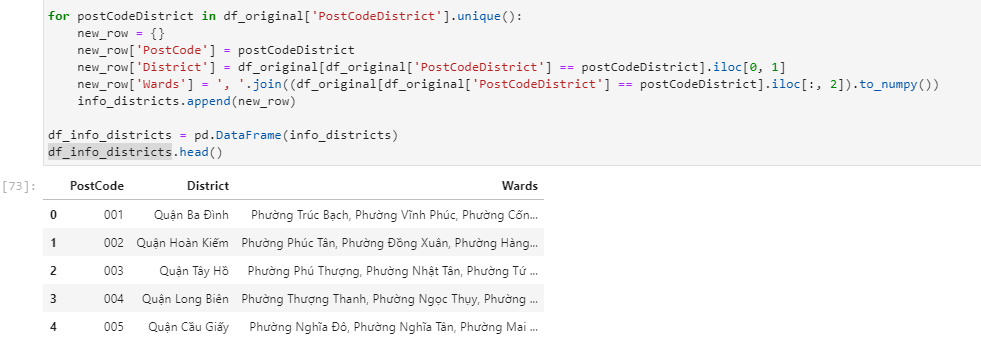 for postCodeDistrict in df_original['PostCodeDistrict'].unique():
    new_row = {}
    new_row['PostCode'] = postCodeDistrict
    new_row['District'] = df_original[df_original['PostCodeDistrict'] == postCodeDistrict].iloc[0, 1]
    new_row['Wards'] = ', '.join((df_original[df_original['PostCodeDistrict'] == postCodeDistrict].iloc[:, 2]).to_numpy())
    info_districts.append(new_row)
df_info_districts = pd.DataFrame(info_districts)
df_info_districts.head()
[73]: PostCode District Wards
0 001 Quận Ba Đình Phường Trúc Bạch, Phường Vĩnh Phúc, Phường Cốn...
1 002 Quận Hoàn Kiếm Phường Phúc Tân, Phường Đồng Xuân, Phường Hàng...
2 003 Quận Tây Hồ Phường Phú Thượng, Phường Nhật Tân, Phường Tứ ...
3 004 Quận Long Biên Phường Thượng Thanh, Phường Ngọc Thụy, Phường ...
4 005 Quận Cầu Giấy Phường Nghĩa Đô, Phường Nghĩa Tân, Phường Mai ...